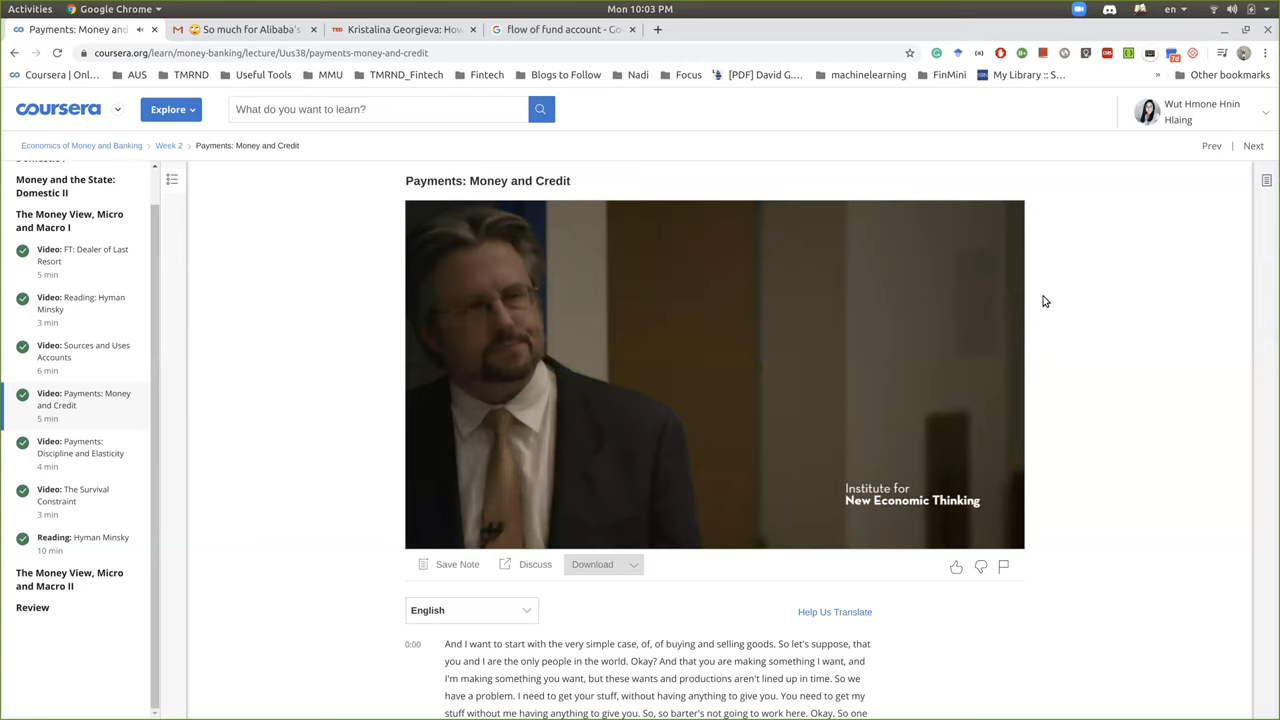 Activities Google Chrome Mon 10:03 PM en
Payments: Money and So much for Alibaba's Kristalina Georgieva: How flow of fund account - Go
coursera.org/learn/money-banking/lecture/Uus38/payments-money-and-credit
Coursera | Onl... AUS TMRND Useful Tools MMU TMRND_Fintech Fintech Blogs to Follow Nadi Focus [PDF] David G.... machinelearning FinMini My Library :: S... » Other bookmarks
coursera Explore What do you want to learn? Wut Hmone Hnin
Hlaing
Economics of Money and Banking > Week 2 > Payments: Money and Credit Prev | Next
Money and the State:
Domestic II
The Money View, Micro
and Macro I
Video: FT: Dealer of Last
Resort
5 min
Video: Reading: Hyman
Minsky
3 min
Video: Sources and Uses
Accounts
6 min
Video: Payments: Money
and Credit
5 min
Video: Payments:
Discipline and Elasticity
4 min
Video: The Survival
Constraint
3 min
Reading: Hyman Minsky
10 min
The Money View, Micro
and Macro II
Review
Payments: Money and Credit
Institute for
New Economic Thinking
Save Note Discuss Download
English Help Us Translate
0:00 And I want to start with the very simple case, of, of buying and selling goods. So let's suppose, that
you and I are the only people in the world. Okay? And that you are making something I want, and
I'm making something you want, but these wants and productions aren't lined up in time. So we
have a problem. I need to get your stuff, without having anything to give you. You need to get my
stuff without me having anything to give you. So, so barter's not going to work here. Okay. So one